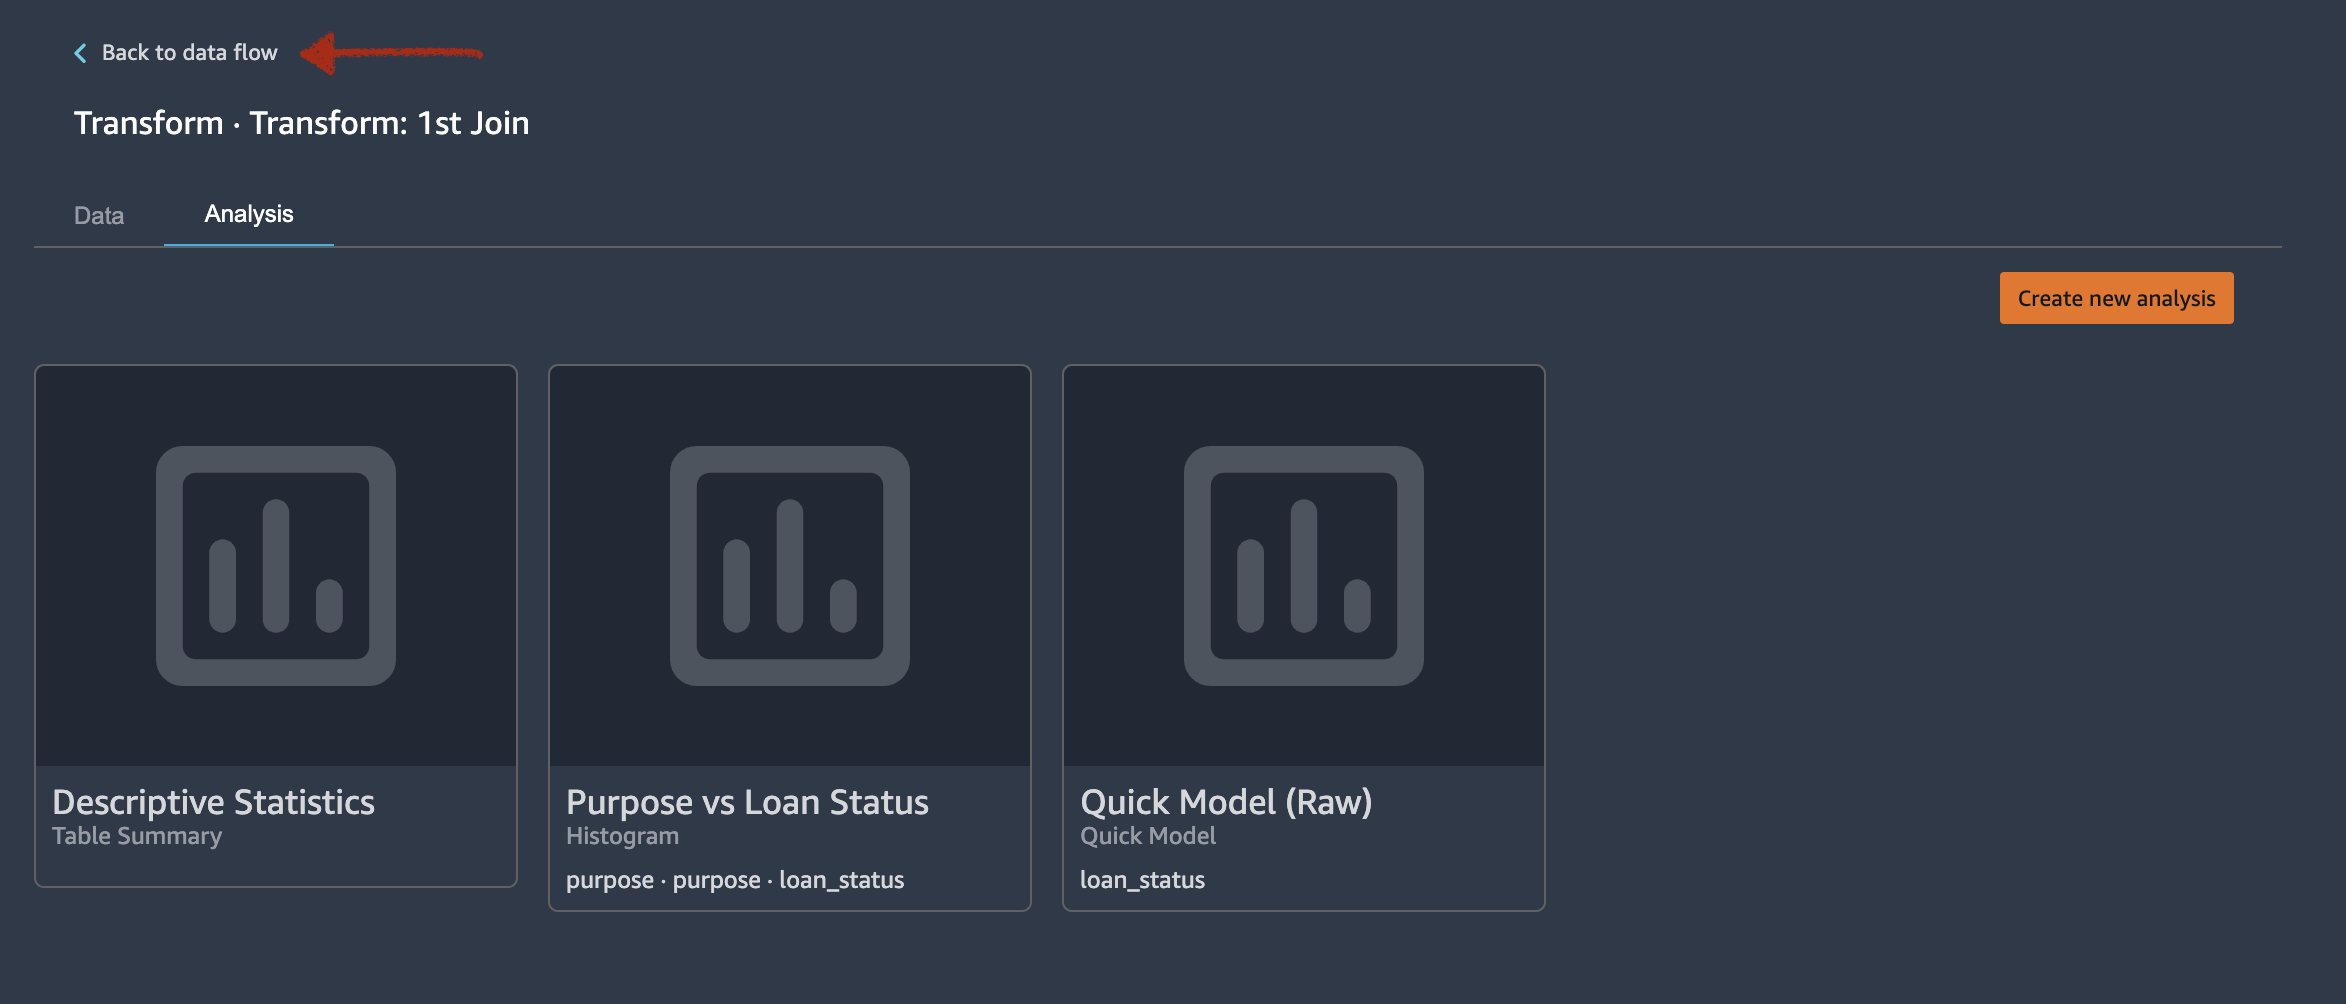 Back to data flow
Transform · Transform: 1st Join
Data
Analysis
Create new analysis
Descriptive Statistics
Table Summary
Purpose vs Loan Status
Histogram
purpose · purpose · loan_status
Quick Model (Raw)
Quick Model
loan_status